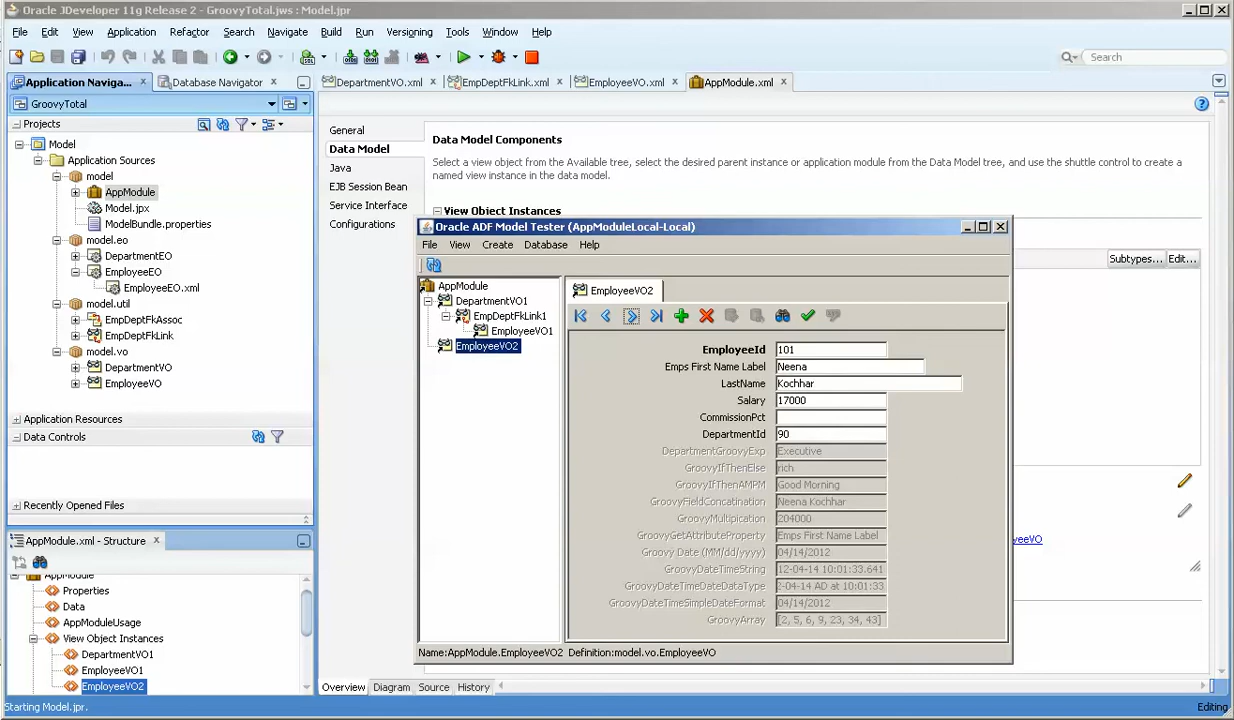 Oracle JDeveloper 11g Release 2 - GroovyTotal.jws : Model.jpr
File Edit View Application Refactor Search Navigate Build Run Versioning Tools Window Help
Search
Application Naviga... Database Navigator
DepartmentVO.xml EmpDeptFkLink.xml EmployeeVO.xml AppModule.xml
GroovyTotal
Projects
Model
Application Sources
model
AppModule
Model.jpx
ModelBundle.properties
model.eo
DepartmentEO
EmployeeEO
EmployeeEO.xml
model.util
EmpDeptFkAssoc
EmpDeptFkLink
model.vo
DepartmentVO
EmployeeVO
Application Resources
Data Controls
Recently Opened Files
AppModule.xml - Structure
AppModule
Properties
Data
AppModuleUsage
View Object Instances
DepartmentVO1
EmployeeVO1
EmployeeVO2
General
Data Model
Java
EJB Session Bean
Service Interface
Configurations
Data Model Components
Select a view object from the Available tree, select the desired parent instance or application module from the Data Model tree, and use the shuttle control to create a
named view instance in the data model.
View Object Instances
Subtypes... Edit...
yeeVO
Oracle ADF Model Tester (AppModuleLocal-Local)
File View Create Database Help
AppModule
DepartmentVO1
EmpDeptFkLink1
EmployeeVO1
EmployeeVO2
EmployeeVO2
EmployeeId 101
Emps First Name Label Neena
LastName Kochhar
Salary 17000
CommissionPct
DepartmentId 90
DepartmentGroovyExp Executive
GroovyIfThenElse rich
GroovyIfThenAMPM Good Morning
GroovyFieldConcatination Neena Kochhar
GroovyMultipication 204000
GroovyGetAttributeProperty Emps First Name Label
Groovy Date (MM/dd/yyyy) 04/14/2012
GroovyDateTimeString 12-04-14 10:01:33.641
GroovyDateTimeDateDataType 2-04-14 AD at 10:01:33
GroovyDateTimeSimpleDateFormat 04/14/2012
GroovyArray [2, 5, 6, 9, 23, 34, 43]
Name:AppModule.EmployeeVO2 Definition:model.vo.EmployeeVO
Overview Diagram Source History
Starting Model.jpr.
Editing